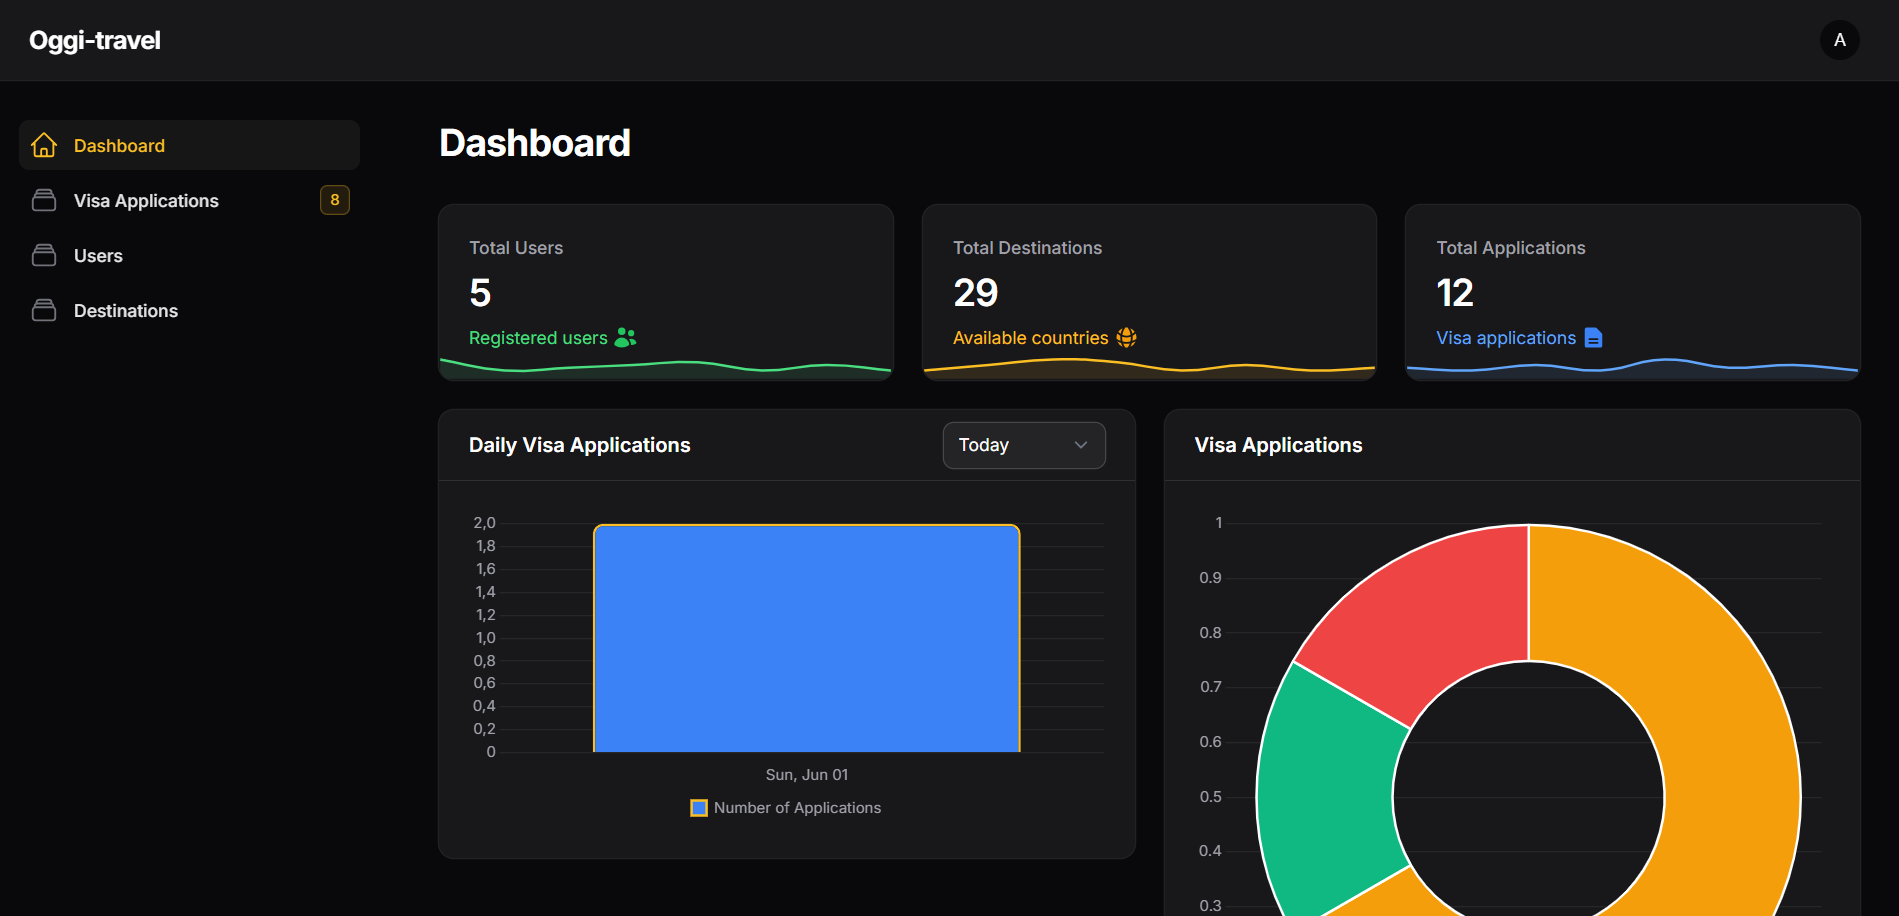 Oggi-travel
A
Dashboard
Visa Applications
8
Users
Destinations
Dashboard
Total Users
5
Registered users
Total Destinations
29
Available countries
Total Applications
12
Visa applications
Daily Visa Applications
Today
2,0
1,8
1,6
1,4
1,2
1,0
0,8
0,6
0,4
0,2
0
Sun, Jun 01
Number of Applications
Visa Applications
1
0.9
0.8
0.7
0.6
0.5
0.4
0.3